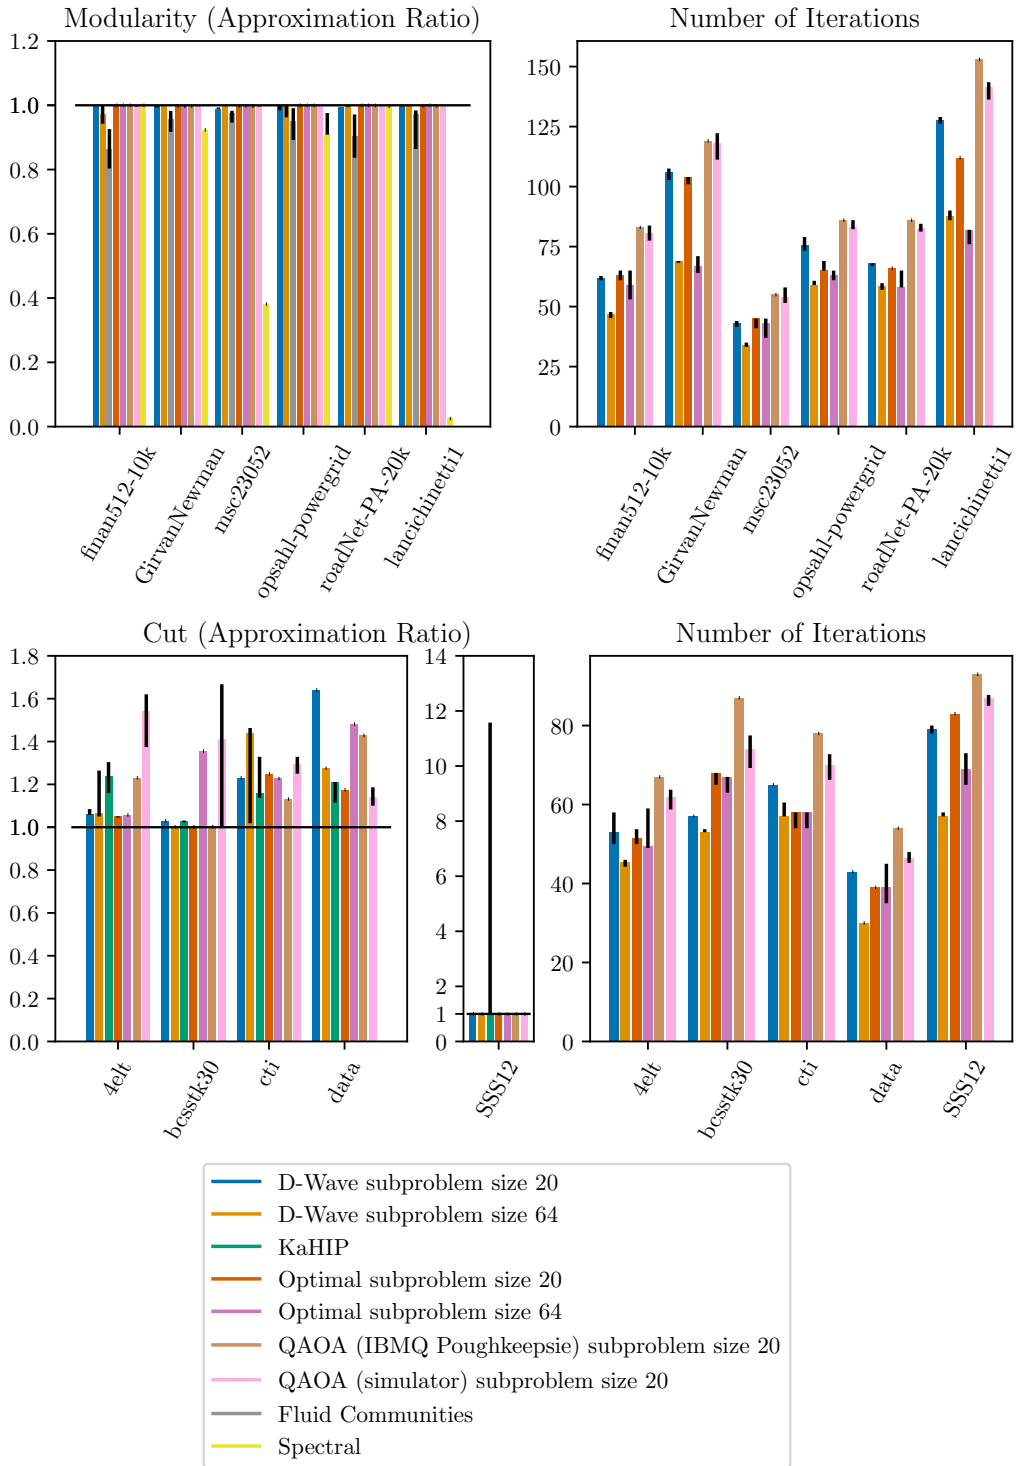 Modularity (Approximation Ratio)
1.2
1.0
1.0
0.8
0.6
0.4
0.2
0.0
finan512-10k
GirvanNewman
msc23052
opsahl-powergrid
roadNet-PA-20k
lancichinetti1
Number of Iterations
150
125
100
75
50
25
0
finan512-10k
GirvanNewman
msc23052
opsahl-powergrid
roadNet-PA-20k
lancichinetti1
Cut (Approximation Ratio)
1.8
1.6
1.4
1.2
1.0
1.0
0.8
0.6
0.4
0.2
0.0
4elt
bcsstk30
cti
data
14
12
10
8
6
4
2
1
0
SSS12
Number of Iterations
80
60
40
20
0
4elt
bcsstk30
cti
data
SSS12
D-Wave subproblem size 20
D-Wave subproblem size 64
KaHIP
Optimal subproblem size 20
Optimal subproblem size 64
QAOA (IBMQ Poughkeepsie) subproblem size 20
QAOA (simulator) subproblem size 20
Fluid Communities
Spectral